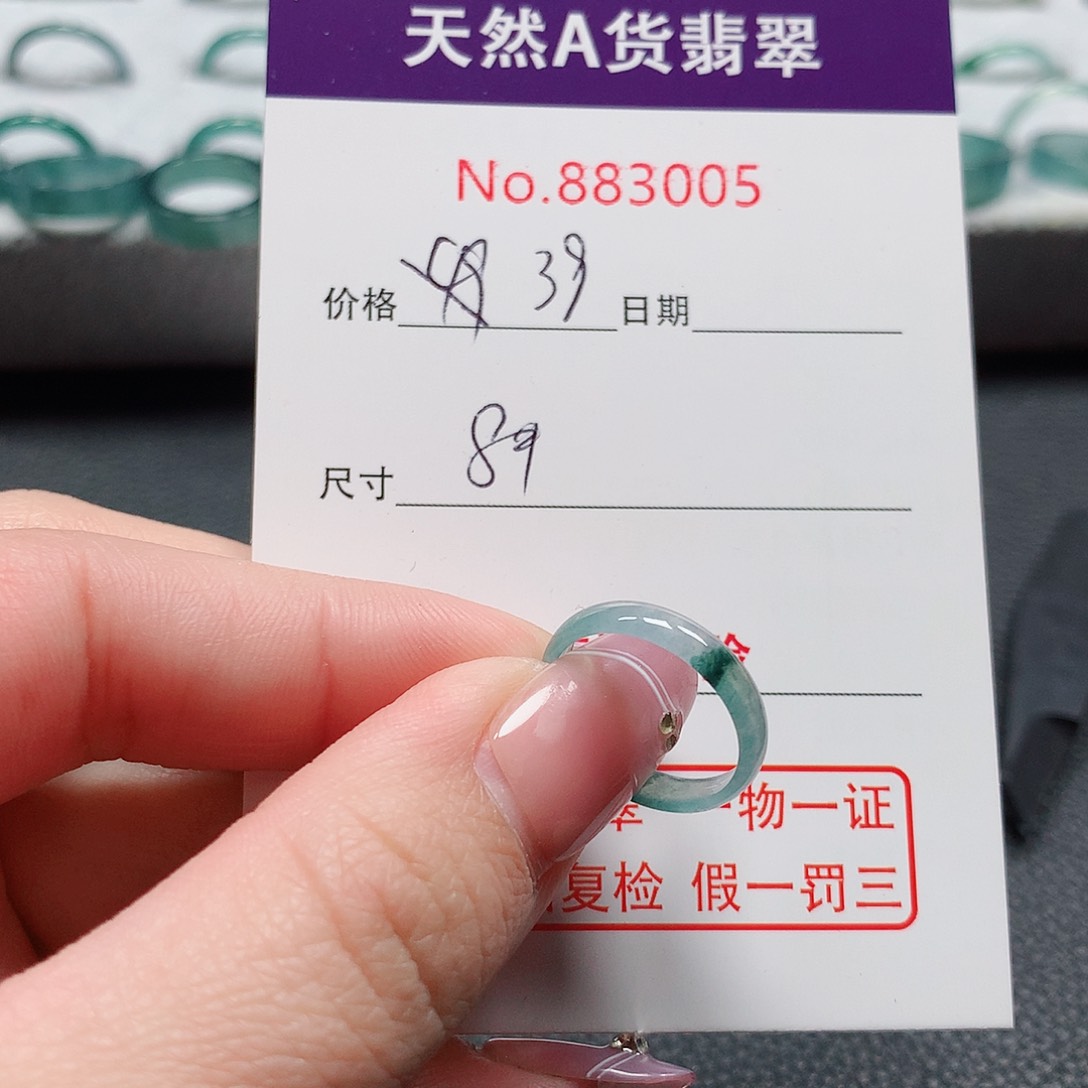 天然A货翡翠
No.883005
价格 39 日期
尺寸 89
物一证
复检 假一罚三